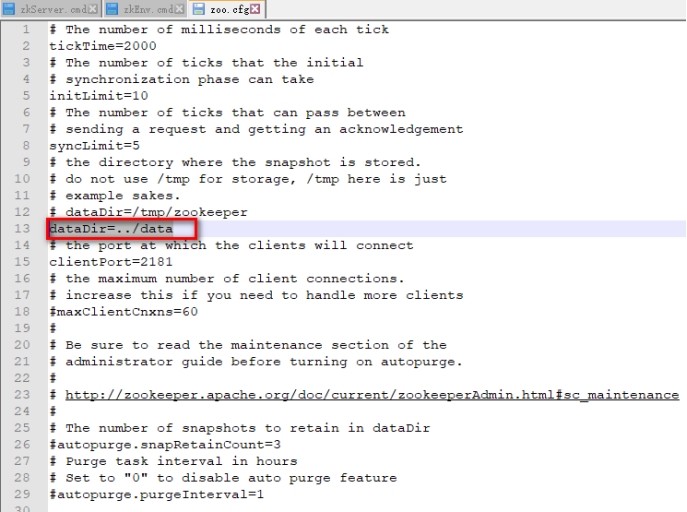 zkServer.cmd zkEnv.cmd zoo.cfg
1 # The number of milliseconds of each tick
2 tickTime=2000
3 # The number of ticks that the initial
4 # synchronization phase can take
5 initLimit=10
6 # The number of ticks that can pass between
7 # sending a request and getting an acknowledgement
8 syncLimit=5
9 # the directory where the snapshot is stored.
10 # do not use /tmp for storage, /tmp here is just
11 # example sakes.
12 # dataDir=/tmp/zookeeper
13 dataDir=../data
14 # the port at which the clients will connect
15 clientPort=2181
16 # the maximum number of client connections.
17 # increase this if you need to handle more clients
18 #maxClientCnxns=60
19 #
20 # Be sure to read the maintenance section of the
21 # administrator guide before turning on autopurge.
22 #
23 # http://zookeeper.apache.org/doc/current/zookeeperAdmin.html#sc_maintenance
24 #
25 # The number of snapshots to retain in dataDir
26 #autopurge.snapRetainCount=3
27 # Purge task interval in hours
28 # Set to "0" to disable auto purge feature
29 #autopurge.purgeInterval=1
30